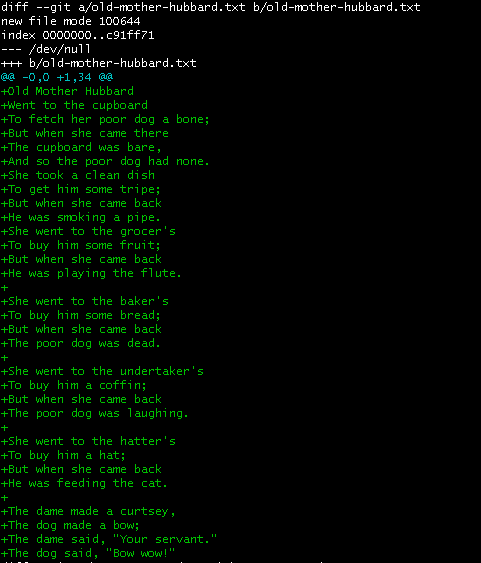 diff --git a/old-mother-hubbard.txt b/old-mother-hubbard.txt
new file mode 100644
index 0000000..c91ff71
--- /dev/null
+++ b/old-mother-hubbard.txt
@@ -0,0 +1,34 @@
+Old Mother Hubbard
+Went to the cupboard
+To fetch her poor dog a bone;
+But when she came there
+The cupboard was bare,
+And so the poor dog had none.
+She took a clean dish
+To get him some tripe;
+But when she came back
+He was smoking a pipe.
+She went to the grocer's
+To buy him some fruit;
+But when she came back
+He was playing the flute.
+
+She went to the baker's
+To buy him some bread;
+But when she came back
+The poor dog was dead.
+
+She went to the undertaker's
+To buy him a coffin;
+But when she came back
+The poor dog was laughing.
+
+She went to the hatter's
+To buy him a hat;
+But when she came back
+He was feeding the cat.
+
+The dame made a curtsey,
+The dog made a bow;
+The dame said, "Your servant."
+The dog said, "Bow wow!"